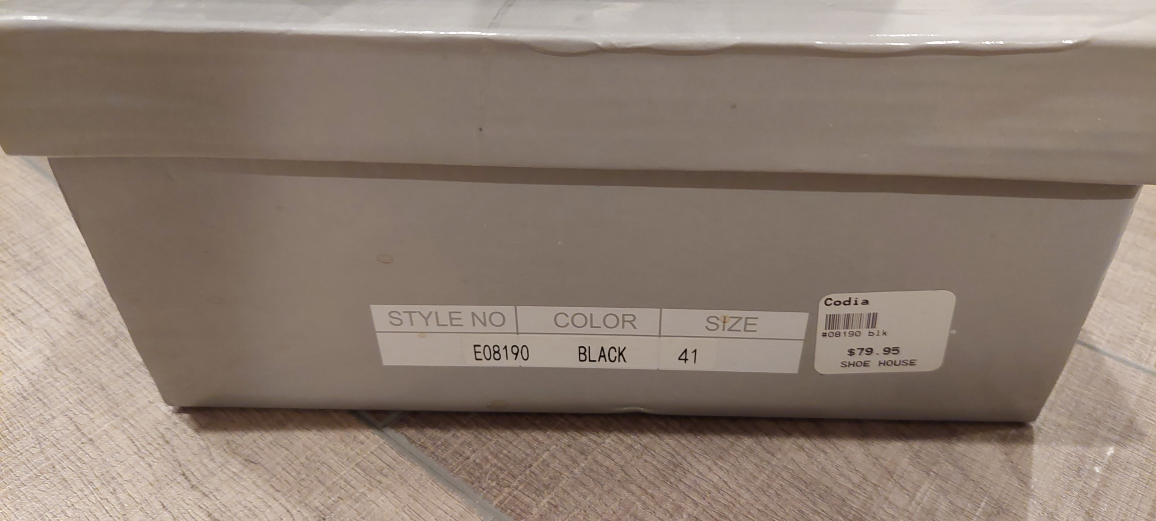 STYLE NO COLOR SIZE
E08190 BLACK 41
Codia
#08190 blk
$79.95
SHOE HOUSE